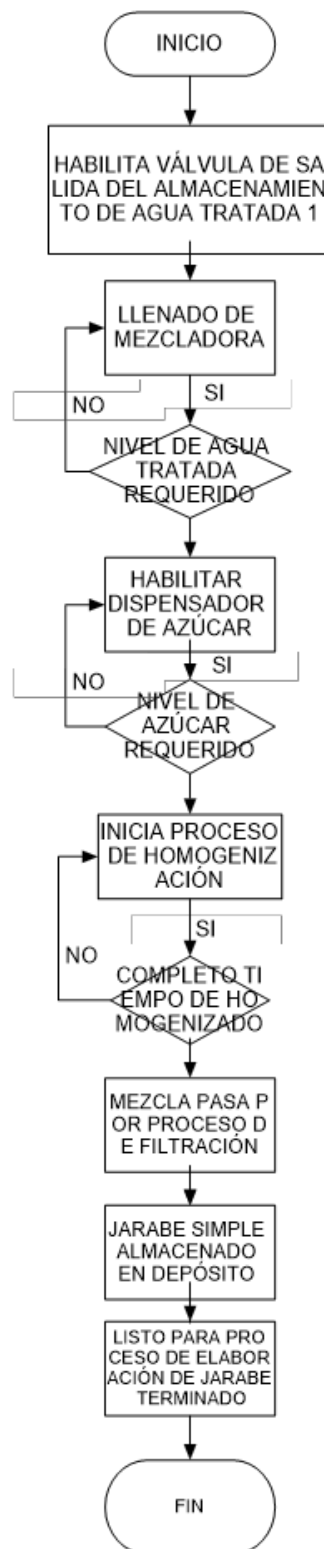 INICIO
HABILITA VÁLVULA DE SA
LIDA DEL ALMACENAMIEN
TO DE AGUA TRATADA 1
LLENADO DE
MEZCLADORA
SI
NO
NIVEL DE AGUA
TRATADA
REQUERIDO
HABILITAR
DISPENSADOR
DE AZÚCAR
SI
NO
NIVEL DE
AZÚCAR
REQUERIDO
INICIA PROCESO
DE HOMOGENIZ
ACIÓN
SI
NO
COMPLETO TI
EMPO DE HO
MOGENIZADO
MEZCLA PASA P
OR PROCESO D
E FILTRACIÓN
JARABE SIMPLE
ALMACENADO
EN DEPÓSITO
LISTO PARA PRO
CESO DE ELABOR
ACIÓN DE JARABE
TERMINADO
FIN